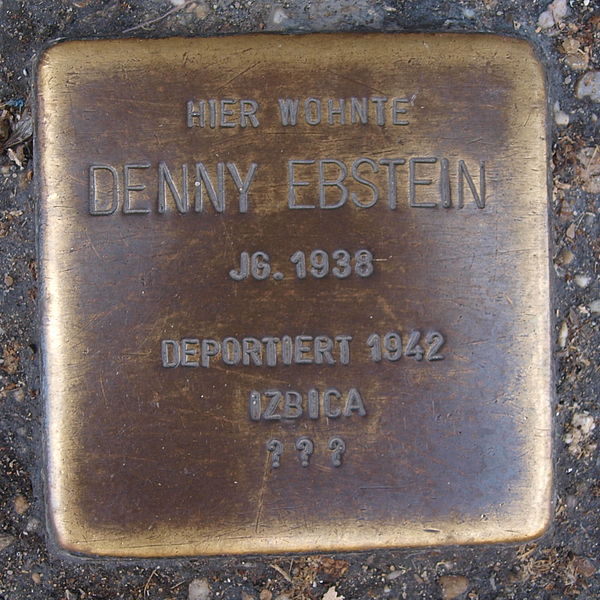 HIER WOHNTE
DENNY EBSTEIN
JG. 1938
DEPORTIERT 1942
IZBICA
???